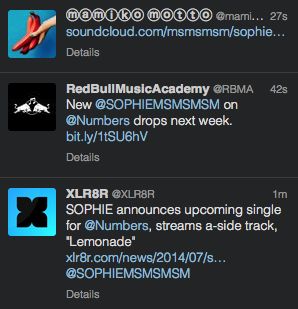 ⓜⓐⓜⓘⓚⓞ ⓜⓞⓣⓣⓞ @mami... 27s
soundcloud.com/msmsmsm/sophie...
Details
RedBullMusicAcademy @RBMA 42s
New @SOPHIEMSMSMSM on
@Numbers drops next week.
bit.ly/1tSU6hV
Details
XLR8R @XLR8R 1m
SOPHIE announces upcoming single
for @Numbers, streams a-side track,
"Lemonade"
xlr8r.com/news/2014/07/s...
@SOPHIEMSMSMSM
Details